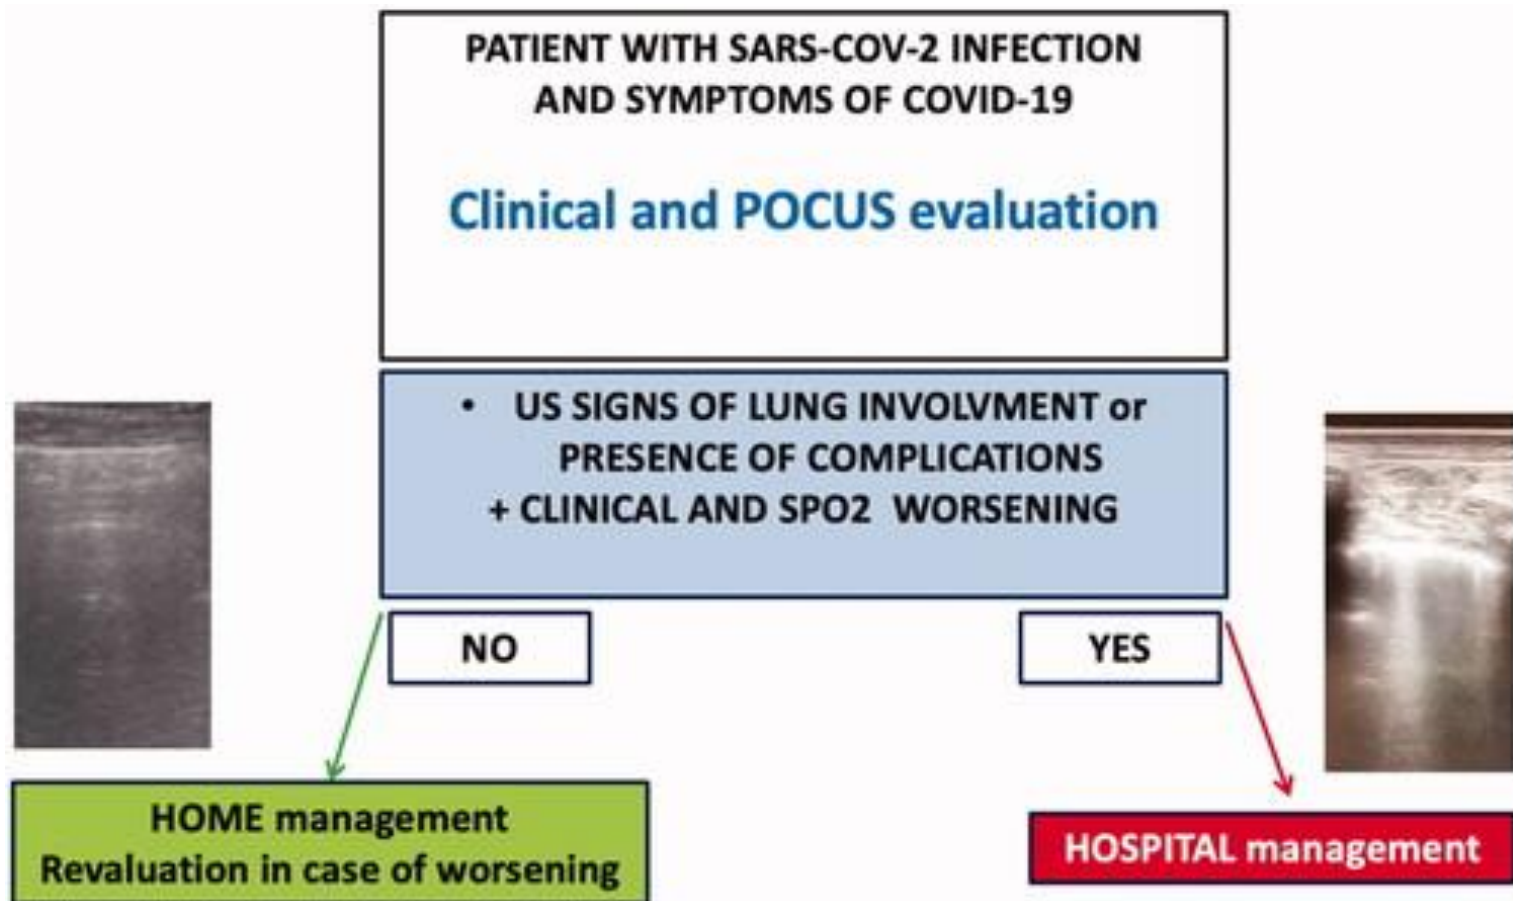 PATIENT WITH SARS-COV-2 INFECTION
AND SYMPTOMS OF COVID-19
Clinical and POCUS evaluation
• US SIGNS OF LUNG INVOLVMENT or
PRESENCE OF COMPLICATIONS
+ CLINICAL AND SPO2 WORSENING
NO
YES
HOME management
Revaluation in case of worsening
HOSPITAL management